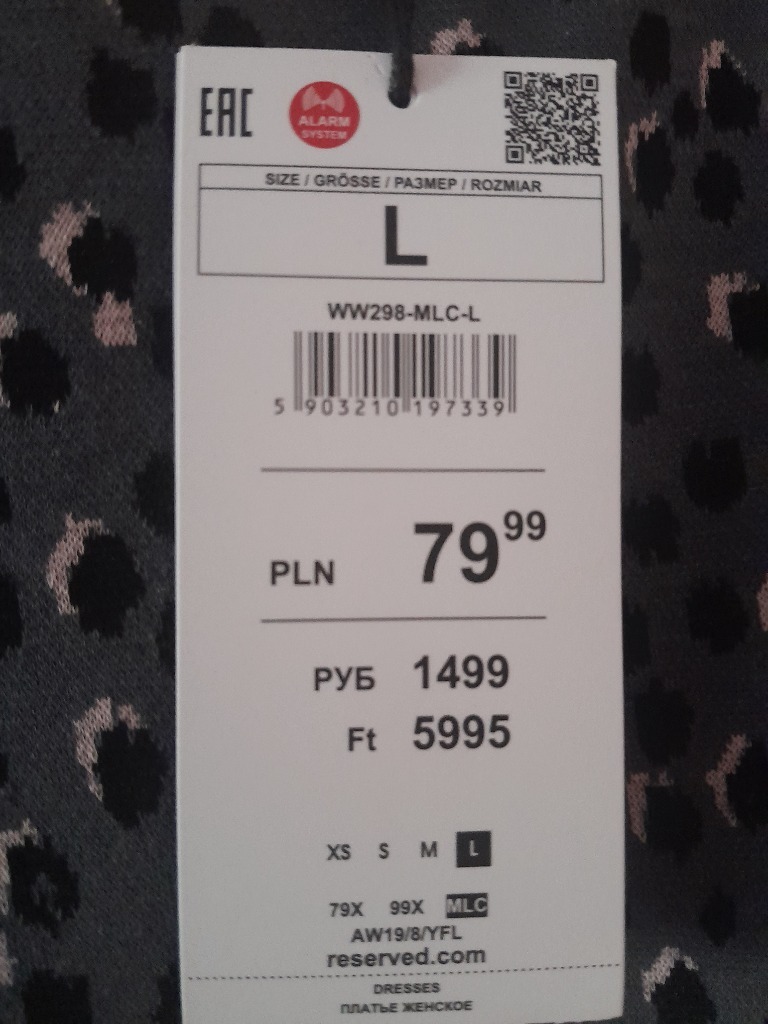 EAC
ALARM
SYSTEM
SIZE / GRÖSSE / РАЗМЕР / ROZMIAR
L
WW298-MLC-L
5 903210 197339
PLN 79 99
РУБ 1499
Ft 5995
XS S M L
79X 99X MLC
AW19/8/YFL
reserved.com
DRESSES
ПЛАТЬЕ ЖЕНСКОЕ